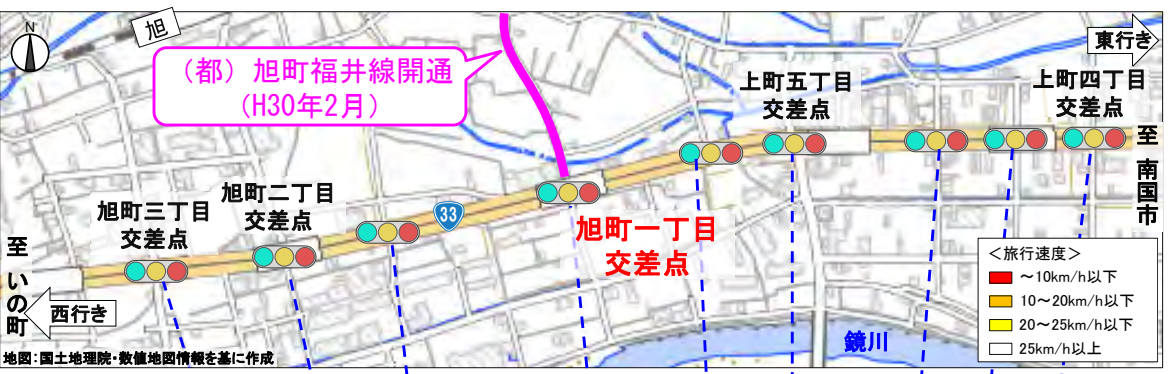 N
旭
東行き
(都)旭町福井線開通
(H30年2月)
上町五丁目
交差点
上町四丁目
交差点
至 南国市
旭町二丁目
交差点
旭町三丁目
交差点
33
旭町一丁目
交差点
至 いの町
西行き
<旅行速度>
~10km/h以下
10~20km/h以下
20~25km/h以下
25km/h以上
鏡川
地図:国土地理院・数値地図情報を基に作成